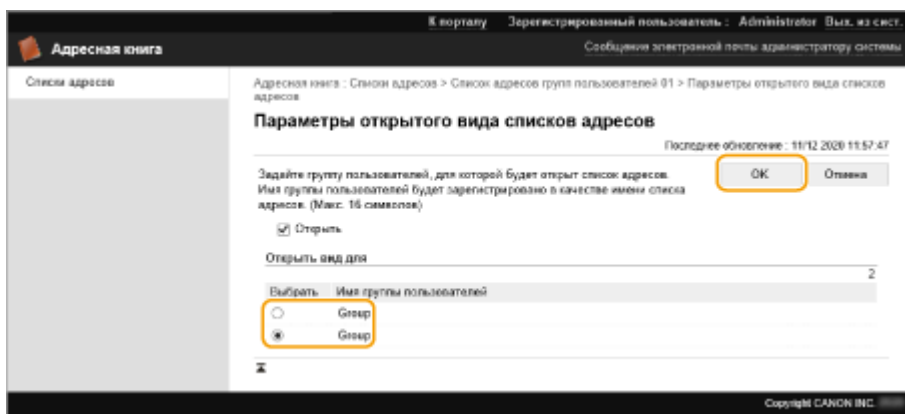 К порталу Зарегистрированный пользователь : Administrator Вых. из сист.
Адресная книга
Сообщение электронной почты администратору системы
Списки адресов
Адресная книга : Списки адресов > Список адресов групп пользователей 01 > Параметры открытого вида списков
адресов
Параметры открытого вида списков адресов
Последнее обновление : 11/12 2020 11:57:47
Задайте группу пользователей, для которой будет открыт список адресов.
Имя группы пользователей будет зарегистрировано в качестве имени списка
адресов. (Макс. 16 символов)
OK Отмена
Открыть
Открыть вид для
2
Выбрать Имя группы пользователей
Group
Group
Copyright CANON INC.